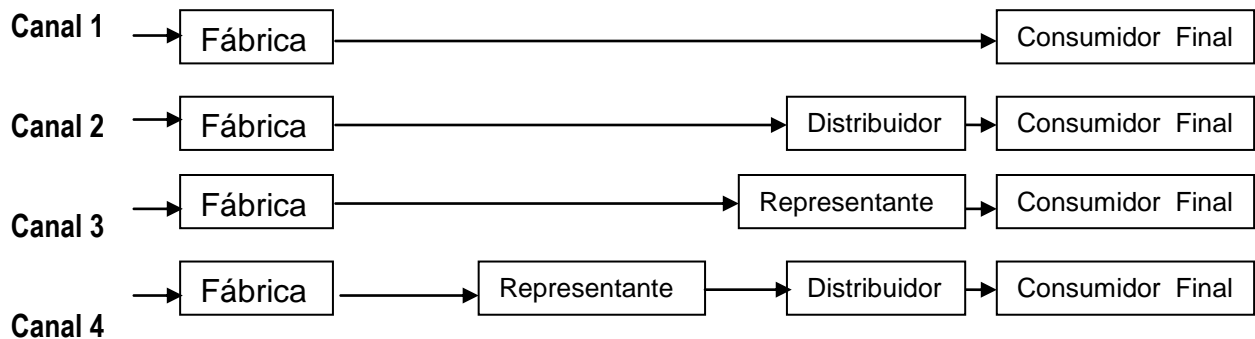 Canal 1 Fábrica Consumidor Final
Canal 2 Fábrica Distribuidor Consumidor Final
Canal 3 Fábrica Representante Consumidor Final
Canal 4 Fábrica Representante Distribuidor Consumidor Final